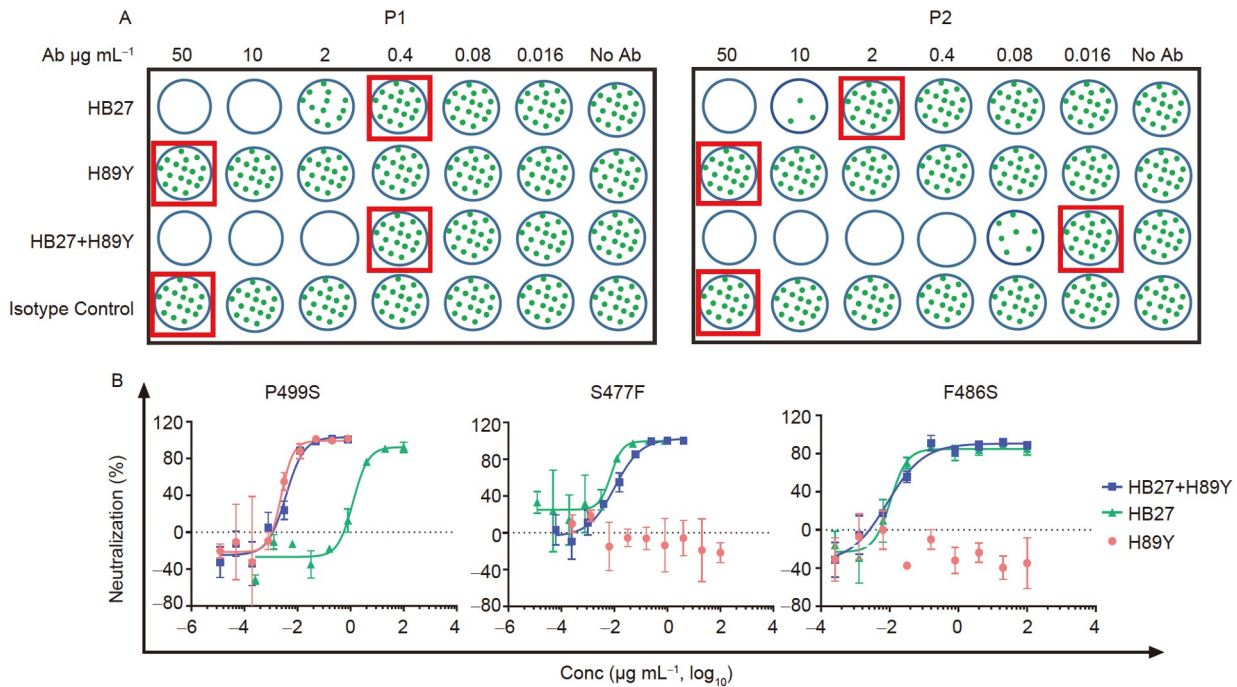 A P1 P2
Ab μg mL⁻¹ 50 10 2 0.4 0.08 0.016 No Ab 50 10 2 0.4 0.08 0.016 No Ab
HB27
H89Y
HB27+H89Y
Isotype Control
B P499S S477F F486S
Neutralization (%)
120
80
40
0
−40
−80
−6 −4 −2 0 2 4
120
80
40
0
−40
−80
−6 −4 −2 0 2 4
120
80
40
0
−40
−80
−4 −2 0 2 4
HB27+H89Y
HB27
H89Y
Conc (μg mL⁻¹, log₁₀)